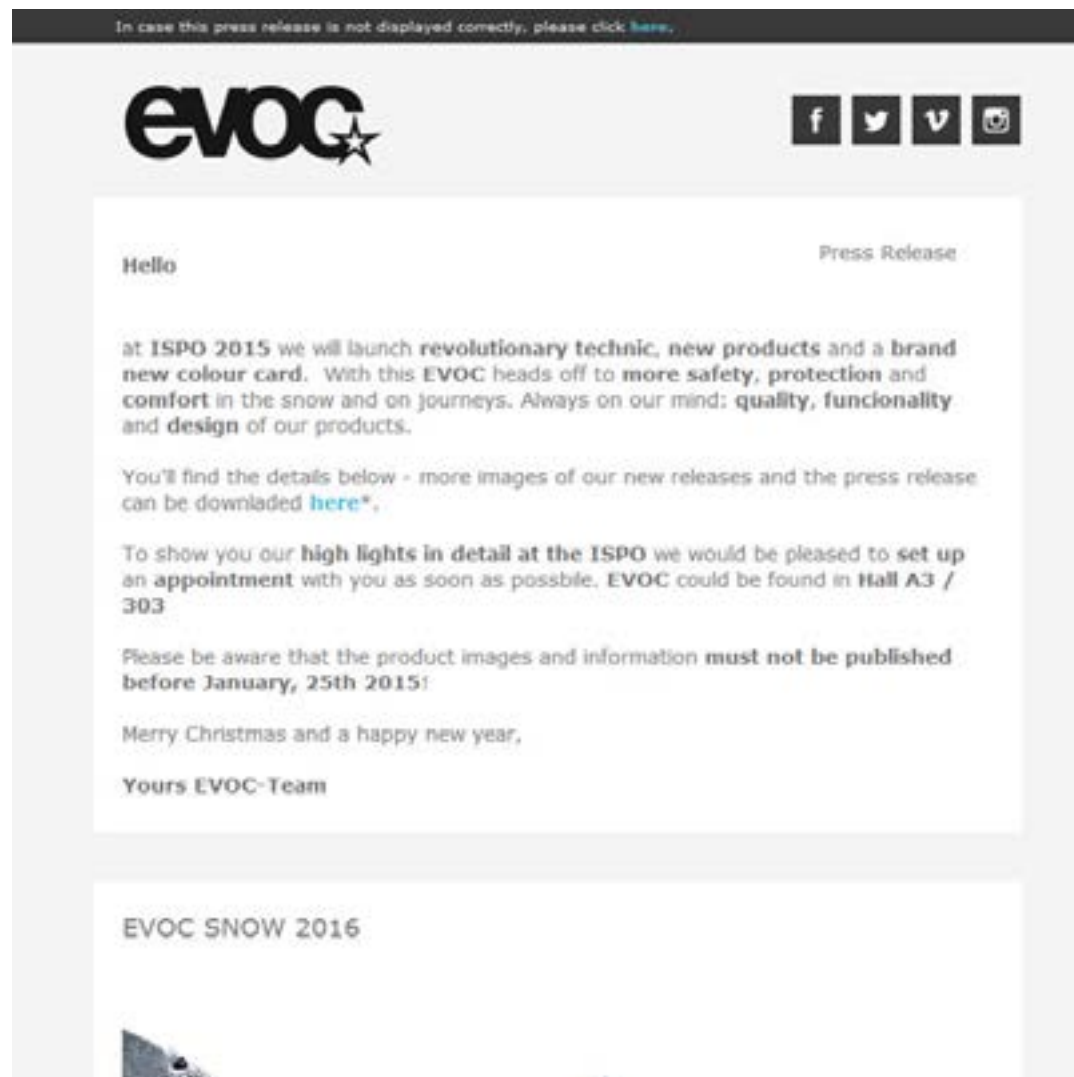 In case this press release is not displayed correctly, please click here.
evoc
Press Release
Hello
at ISPO 2015 we will launch revolutionary technic, new products and a brand
new colour card. With this EVOC heads off to more safety, protection and
comfort in the snow and on journeys. Always on our mind: quality, funcionality
and design of our products.
You'll find the details below - more images of our new releases and the press release
can be downladed here*.
To show you our high lights in detail at the ISPO we would be pleased to set up
an appointment with you as soon as possbile. EVOC could be found in Hall A3 /
303
Please be aware that the product images and information must not be published
before January, 25th 2015!
Merry Christmas and a happy new year,
Yours EVOC-Team
EVOC SNOW 2016